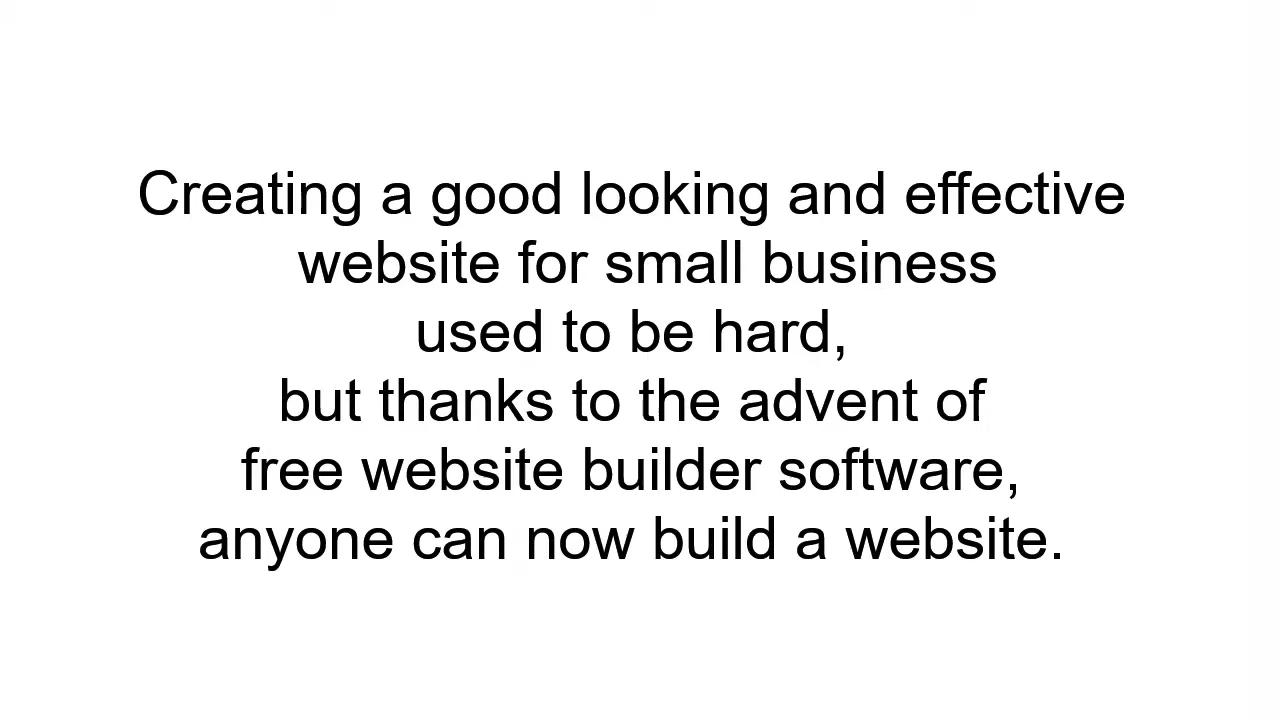 Creating a good looking and effective
website for small business
used to be hard,
but thanks to the advent of
free website builder software,
anyone can now build a website.